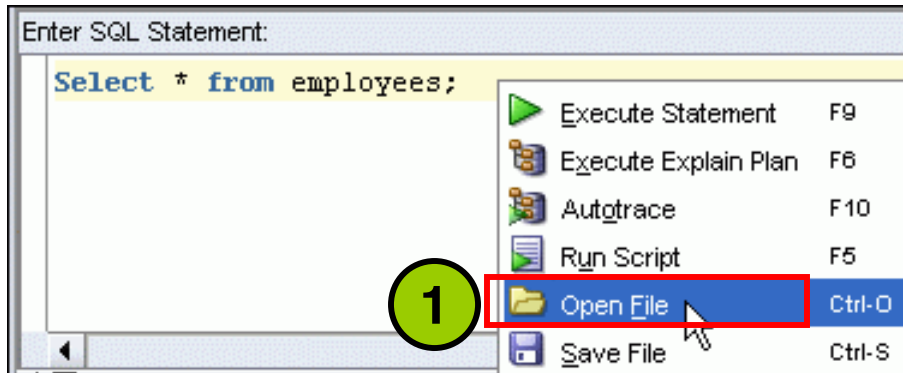 Enter SQL Statement:
Select * from employees;
Execute Statement F9
Execute Explain Plan F6
Autotrace F10
Run Script F5
1
Open File Ctrl-O
Save File Ctrl-S